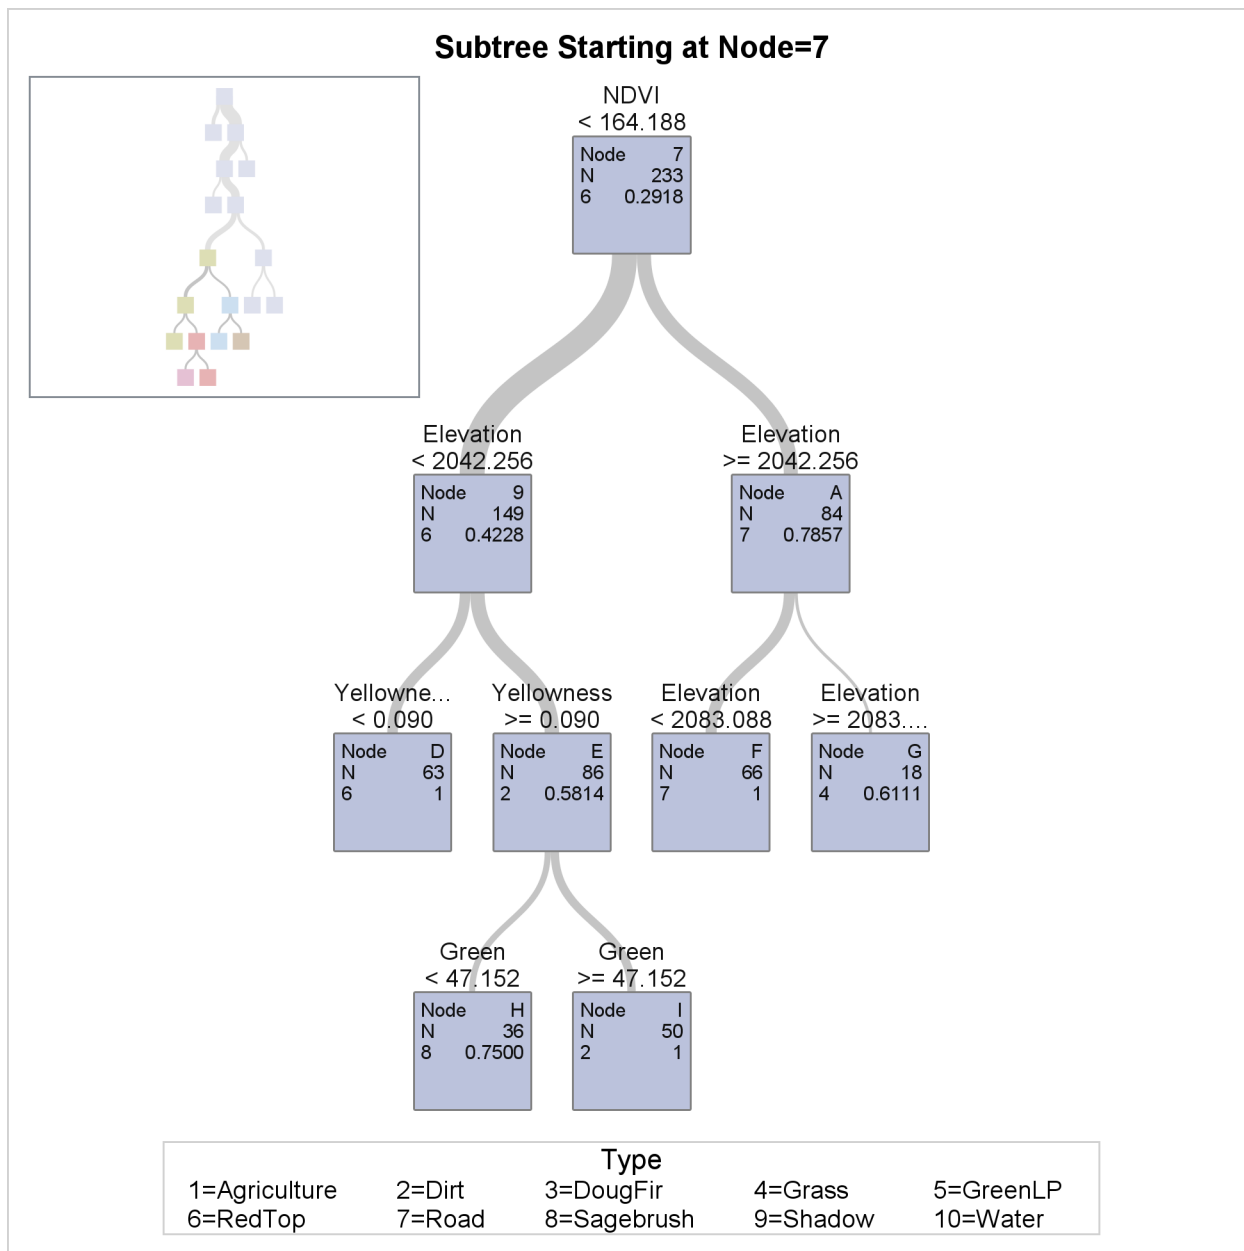 Subtree Starting at Node=7
NDVI
< 164.188
Node 7
N 233
6 0.2918
Elevation
< 2042.256
Node 9
N 149
6 0.4228
Elevation
>= 2042.256
Node A
N 84
7 0.7857
Yellowne...
< 0.090
Node D
N 63
6 1
Yellowness
>= 0.090
Node E
N 86
2 0.5814
Elevation
< 2083.088
Node F
N 66
7 1
Elevation
>= 2083....
Node G
N 18
4 0.6111
Green
< 47.152
Node H
N 36
8 0.7500
Green
>= 47.152
Node I
N 50
2 1
Type
1=Agriculture 2=Dirt 3=DougFir 4=Grass 5=GreenLP
6=RedTop 7=Road 8=Sagebrush 9=Shadow 10=Water